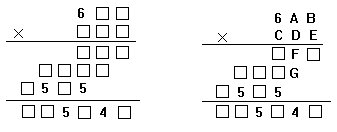 6 □ □
× □ □ □
□ □ □
□ □ □ □
□ 5 □ 5
□ □ 5 □ 4 □
6 A B
× C D E
□ F □
□ □ □ G
□ 5 □ 5
□ □ 5 □ 4 □